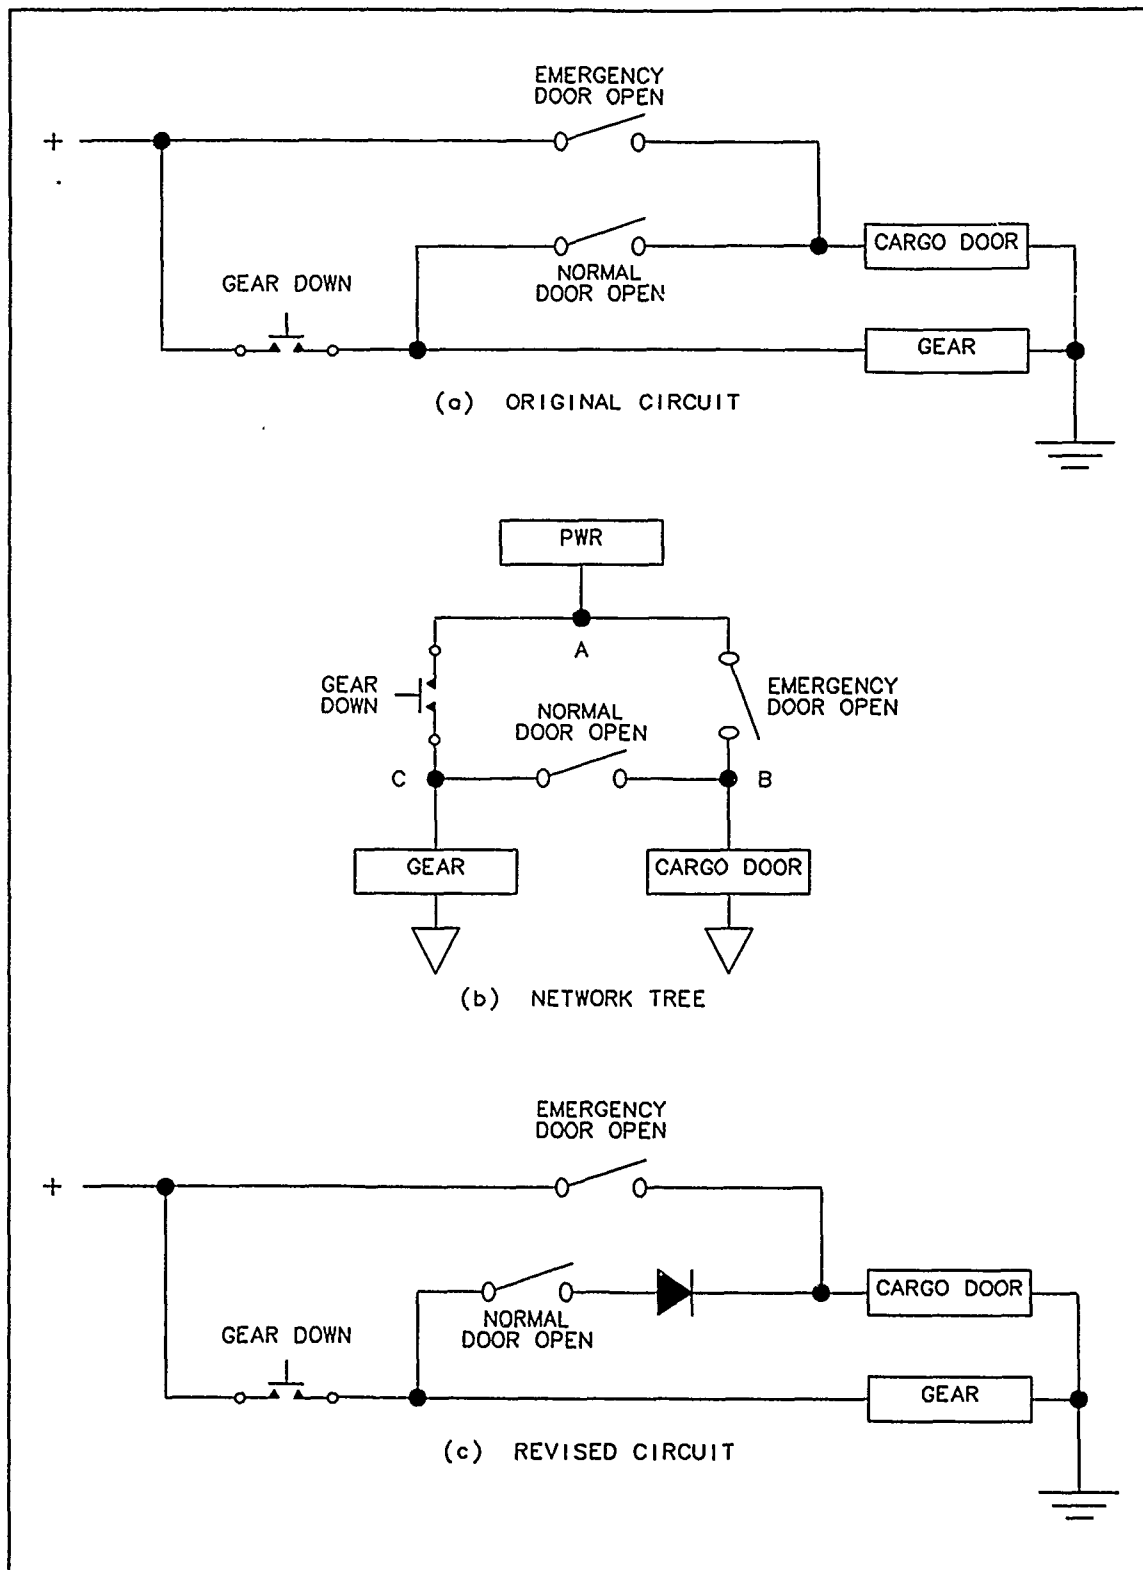 EMERGENCY
DOOR OPEN
+
CARGO DOOR
NORMAL
DOOR OPEN
GEAR DOWN
GEAR
(a) ORIGINAL CIRCUIT
PWR
A
GEAR
DOWN
EMERGENCY
DOOR OPEN
NORMAL
DOOR OPEN
C
B
GEAR
CARGO DOOR
(b) NETWORK TREE
EMERGENCY
DOOR OPEN
+
CARGO DOOR
NORMAL
DOOR OPEN
GEAR DOWN
GEAR
(c) REVISED CIRCUIT